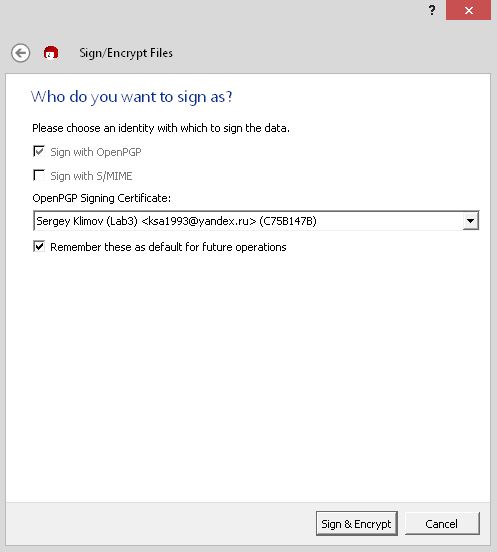 ?
Sign/Encrypt Files
Who do you want to sign as?
Please choose an identity with which to sign the data.
Sign with OpenPGP
Sign with S/MIME
OpenPGP Signing Certificate:
Sergey Klimov (Lab3) <ksa1993@yandex.ru> (C75B147B)
Remember these as default for future operations
Sign & Encrypt
Cancel